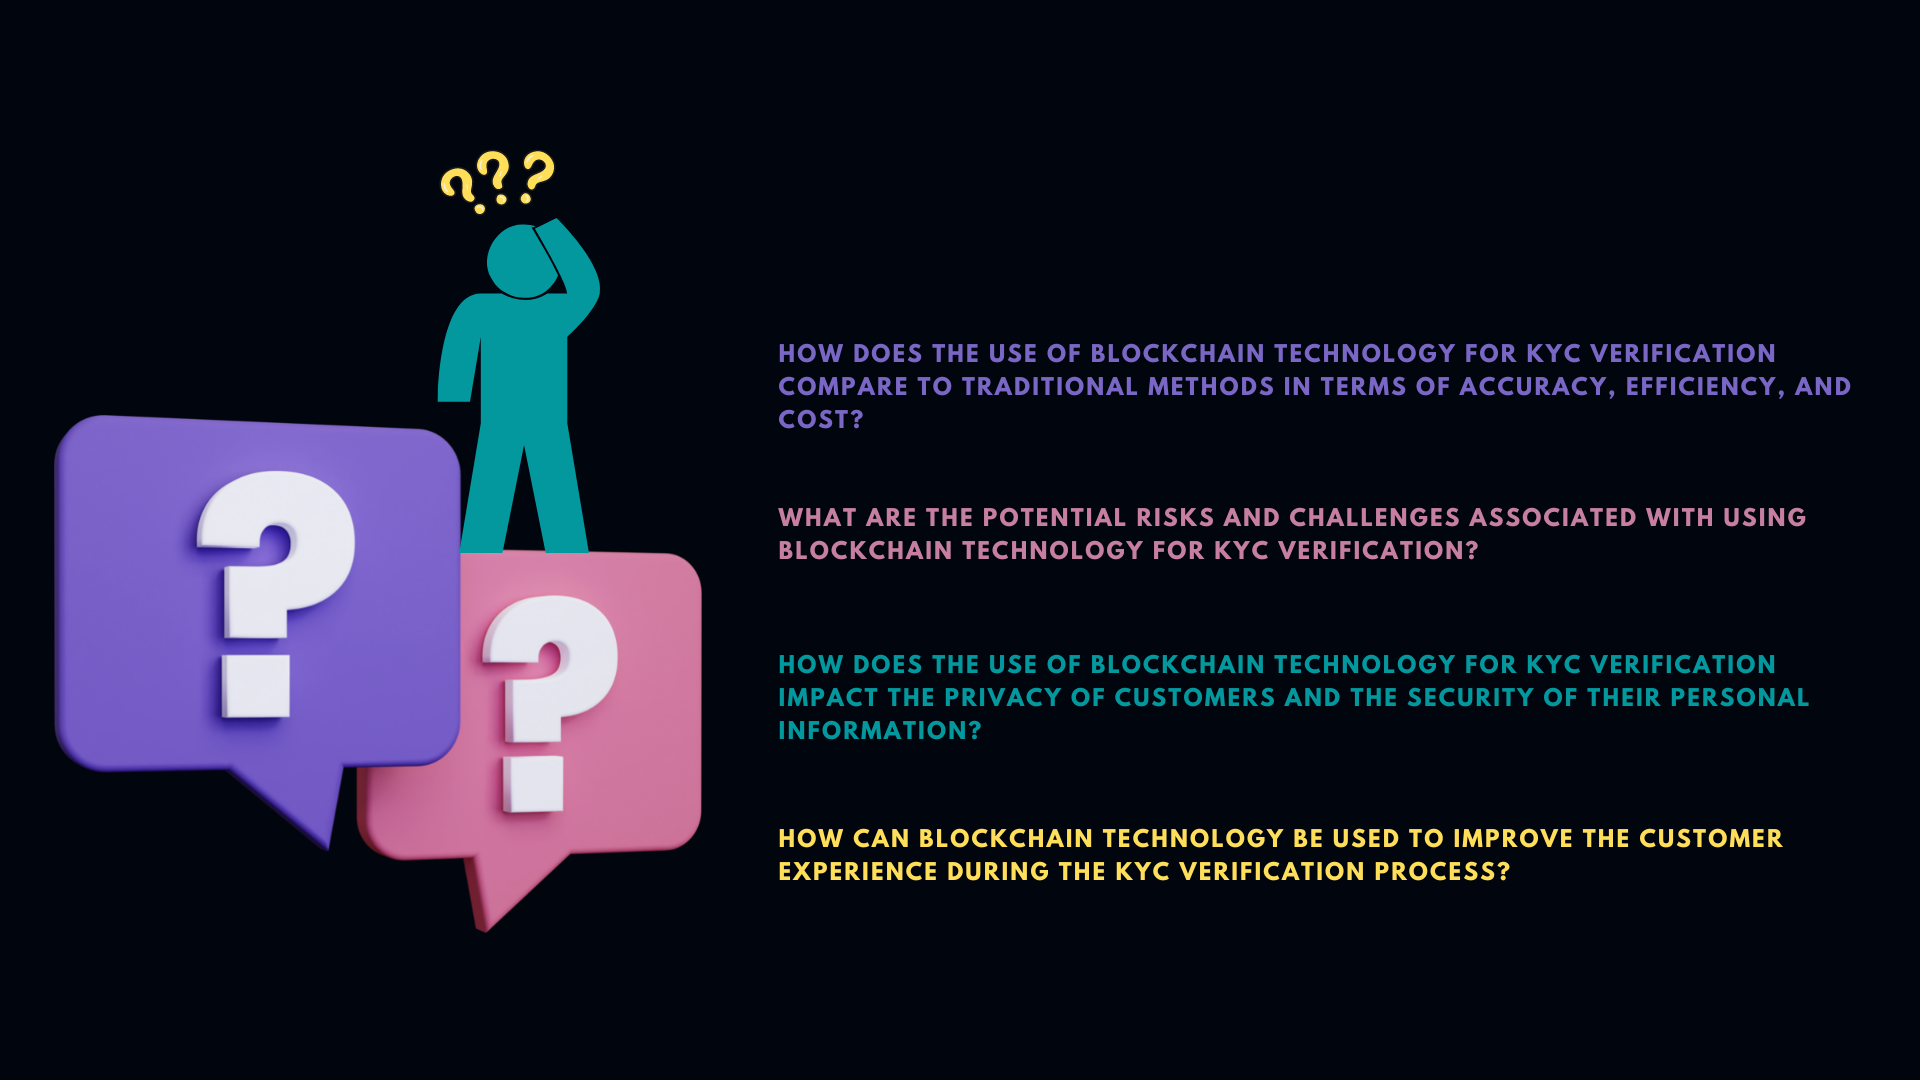 ???
?
?
HOW DOES THE USE OF BLOCKCHAIN TECHNOLOGY FOR KYC VERIFICATION
COMPARE TO TRADITIONAL METHODS IN TERMS OF ACCURACY, EFFICIENCY, AND
COST?
WHAT ARE THE POTENTIAL RISKS AND CHALLENGES ASSOCIATED WITH USING
BLOCKCHAIN TECHNOLOGY FOR KYC VERIFICATION?
HOW DOES THE USE OF BLOCKCHAIN TECHNOLOGY FOR KYC VERIFICATION
IMPACT THE PRIVACY OF CUSTOMERS AND THE SECURITY OF THEIR PERSONAL
INFORMATION?
HOW CAN BLOCKCHAIN TECHNOLOGY BE USED TO IMPROVE THE CUSTOMER
EXPERIENCE DURING THE KYC VERIFICATION PROCESS?